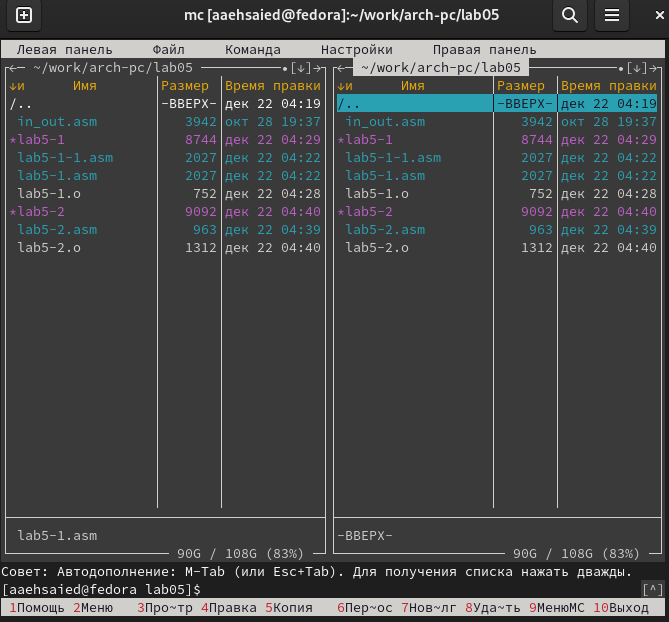 mc [aaehsaied@fedora]:~/work/arch-pc/lab05
Левая панель Файл Команда Настройки Правая панель
←─ ~/work/arch-pc/lab05 ─•[↓]→ ←─ ~/work/arch-pc/lab05 ─•[↓]→
↓и Имя Размер Время правки ↓и Имя Размер Время правки
/.. -ВВЕРХ- дек 22 04:19 /.. -ВВЕРХ- дек 22 04:19
in_out.asm 3942 окт 28 19:37 in_out.asm 3942 окт 28 19:37
*lab5-1 8744 дек 22 04:29 *lab5-1 8744 дек 22 04:29
lab5-1-1.asm 2027 дек 22 04:22 lab5-1-1.asm 2027 дек 22 04:22
lab5-1.asm 2027 дек 22 04:22 lab5-1.asm 2027 дек 22 04:22
lab5-1.o 752 дек 22 04:28 lab5-1.o 752 дек 22 04:28
*lab5-2 9092 дек 22 04:40 *lab5-2 9092 дек 22 04:40
lab5-2.asm 963 дек 22 04:39 lab5-2.asm 963 дек 22 04:39
lab5-2.o 1312 дек 22 04:40 lab5-2.o 1312 дек 22 04:40
lab5-1.asm -ВВЕРХ-
90G / 108G (83%) 90G / 108G (83%)
Совет: Автодополнение: M-Tab (или Esc+Tab). Для получения списка нажать дважды.
[aaehsaied@fedora lab05]$ [^]
1Помощь 2Меню 3Про~тр 4Правка 5Копия 6Пер~ос 7Нов~лг 8Уда~ть 9МенюMC 10Выход